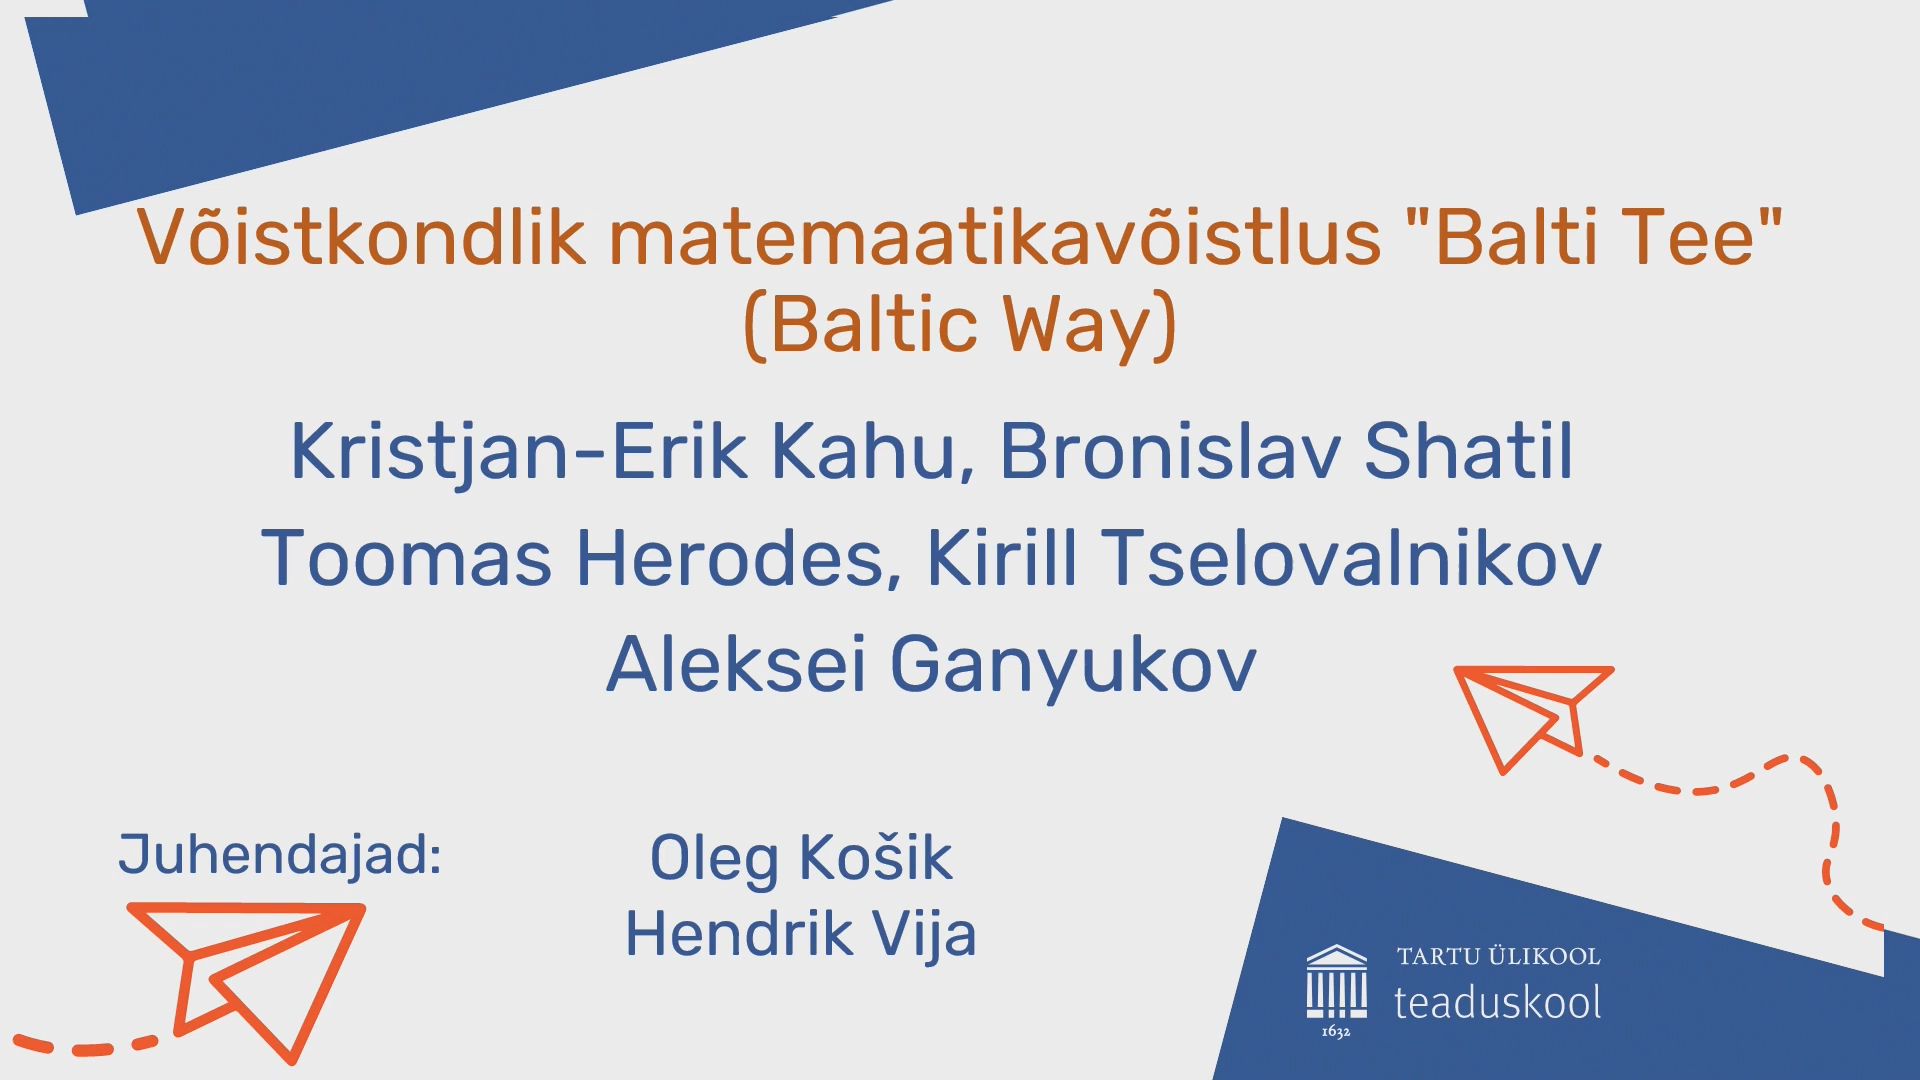 Võistkondlik matemaatikavõistlus "Balti Tee"
(Baltic Way)
Kristjan-Erik Kahu, Bronislav Shatil
Toomas Herodes, Kirill Tselovalnikov
Aleksei Ganyukov
Juhendajad:
Oleg Košik
Hendrik Vija
TARTU ÜLIKOOL
teaduskool
1632